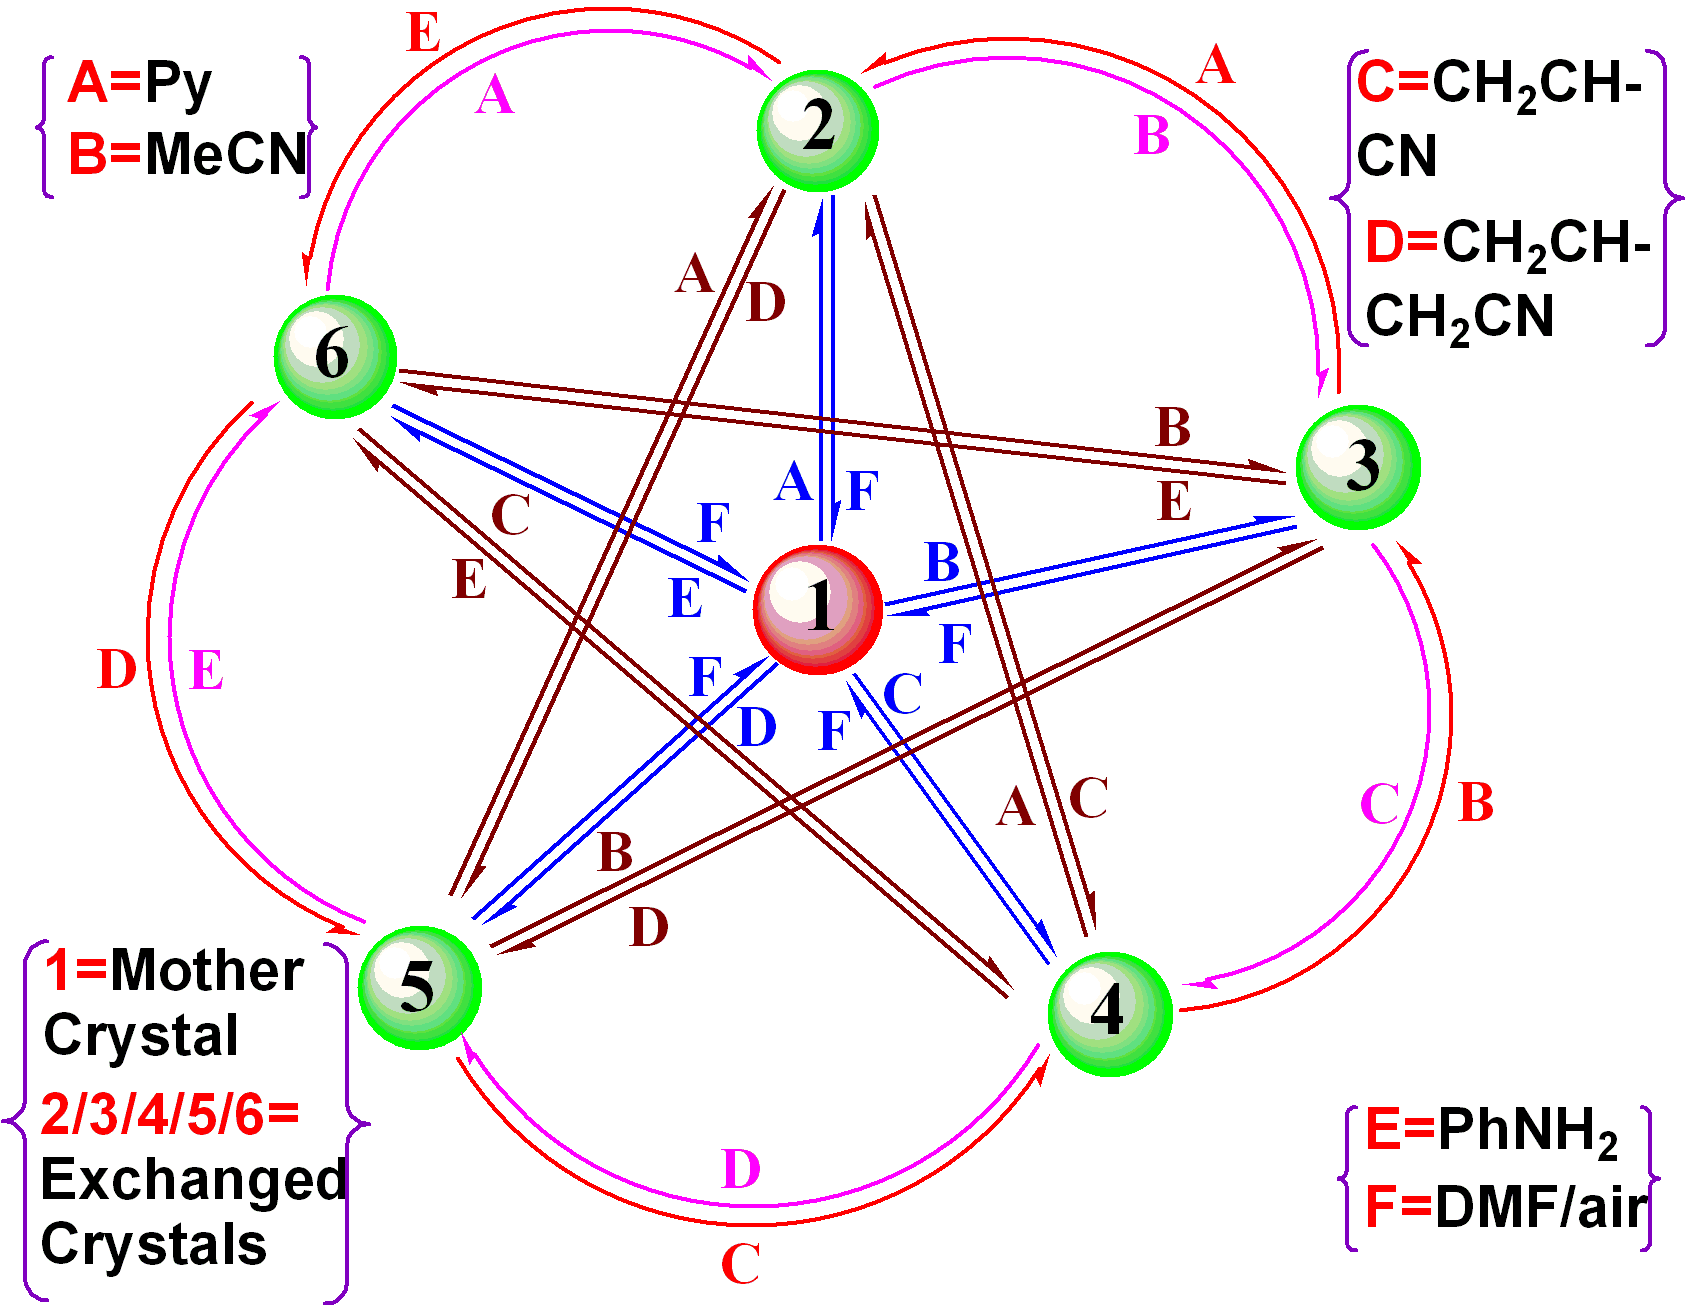 E
A
A
B
A=Py
B=MeCN
C=CH₂CH-
CN
D=CH₂CH-
CH₂CN
2
6
3
1
5
4
A
D
B
E
C
E
A
F
F
E
B
F
F
D
F
C
A
C
B
D
D
E
C
B
D
C
1=Mother
Crystal
2/3/4/5/6=
Exchanged
Crystals
E=PhNH₂
F=DMF/air